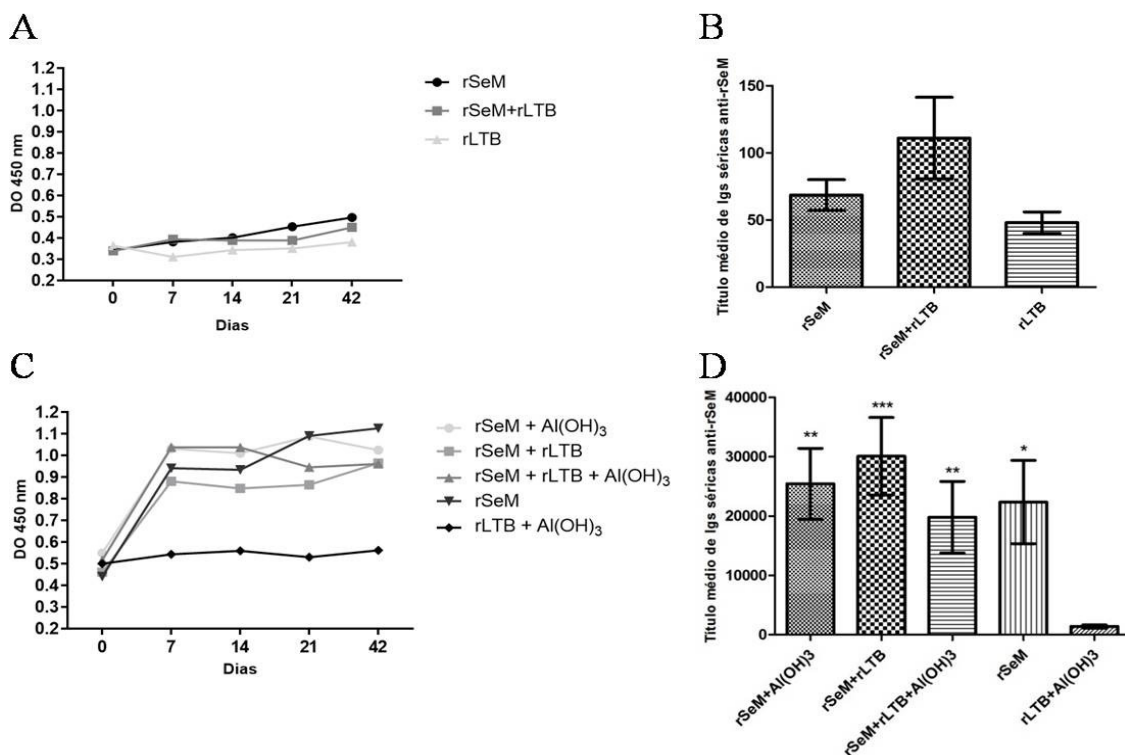 A
1.2
1.1
1.0
0.9
0.8
0.7
0.6
0.5
0.4
0.3
0.2
DO 450 nm
0 7 14 21 42
Dias
rSeM
rSeM+rLTB
rLTB
B
150
100
50
0
Titulo médio de Igs séricas anti-rSeM
rSeM
rSeM+rLTB
rLTB
C
1.2
1.1
1.0
0.9
0.8
0.7
0.6
0.5
0.4
0.3
0.2
DO 450 nm
0 7 14 21 42
Dias
rSeM + Al(OH)₃
rSeM + rLTB
rSeM + rLTB + Al(OH)₃
rSeM
rLTB + Al(OH)₃
D
40000
30000
20000
10000
0
Titulo médio de Igs séricas anti-rSeM
** *** ** *
rSeM+Al(OH)3
rSeM+rLTB
rSeM+rLTB+Al(OH)3
rSeM
rLTB+Al(OH)3